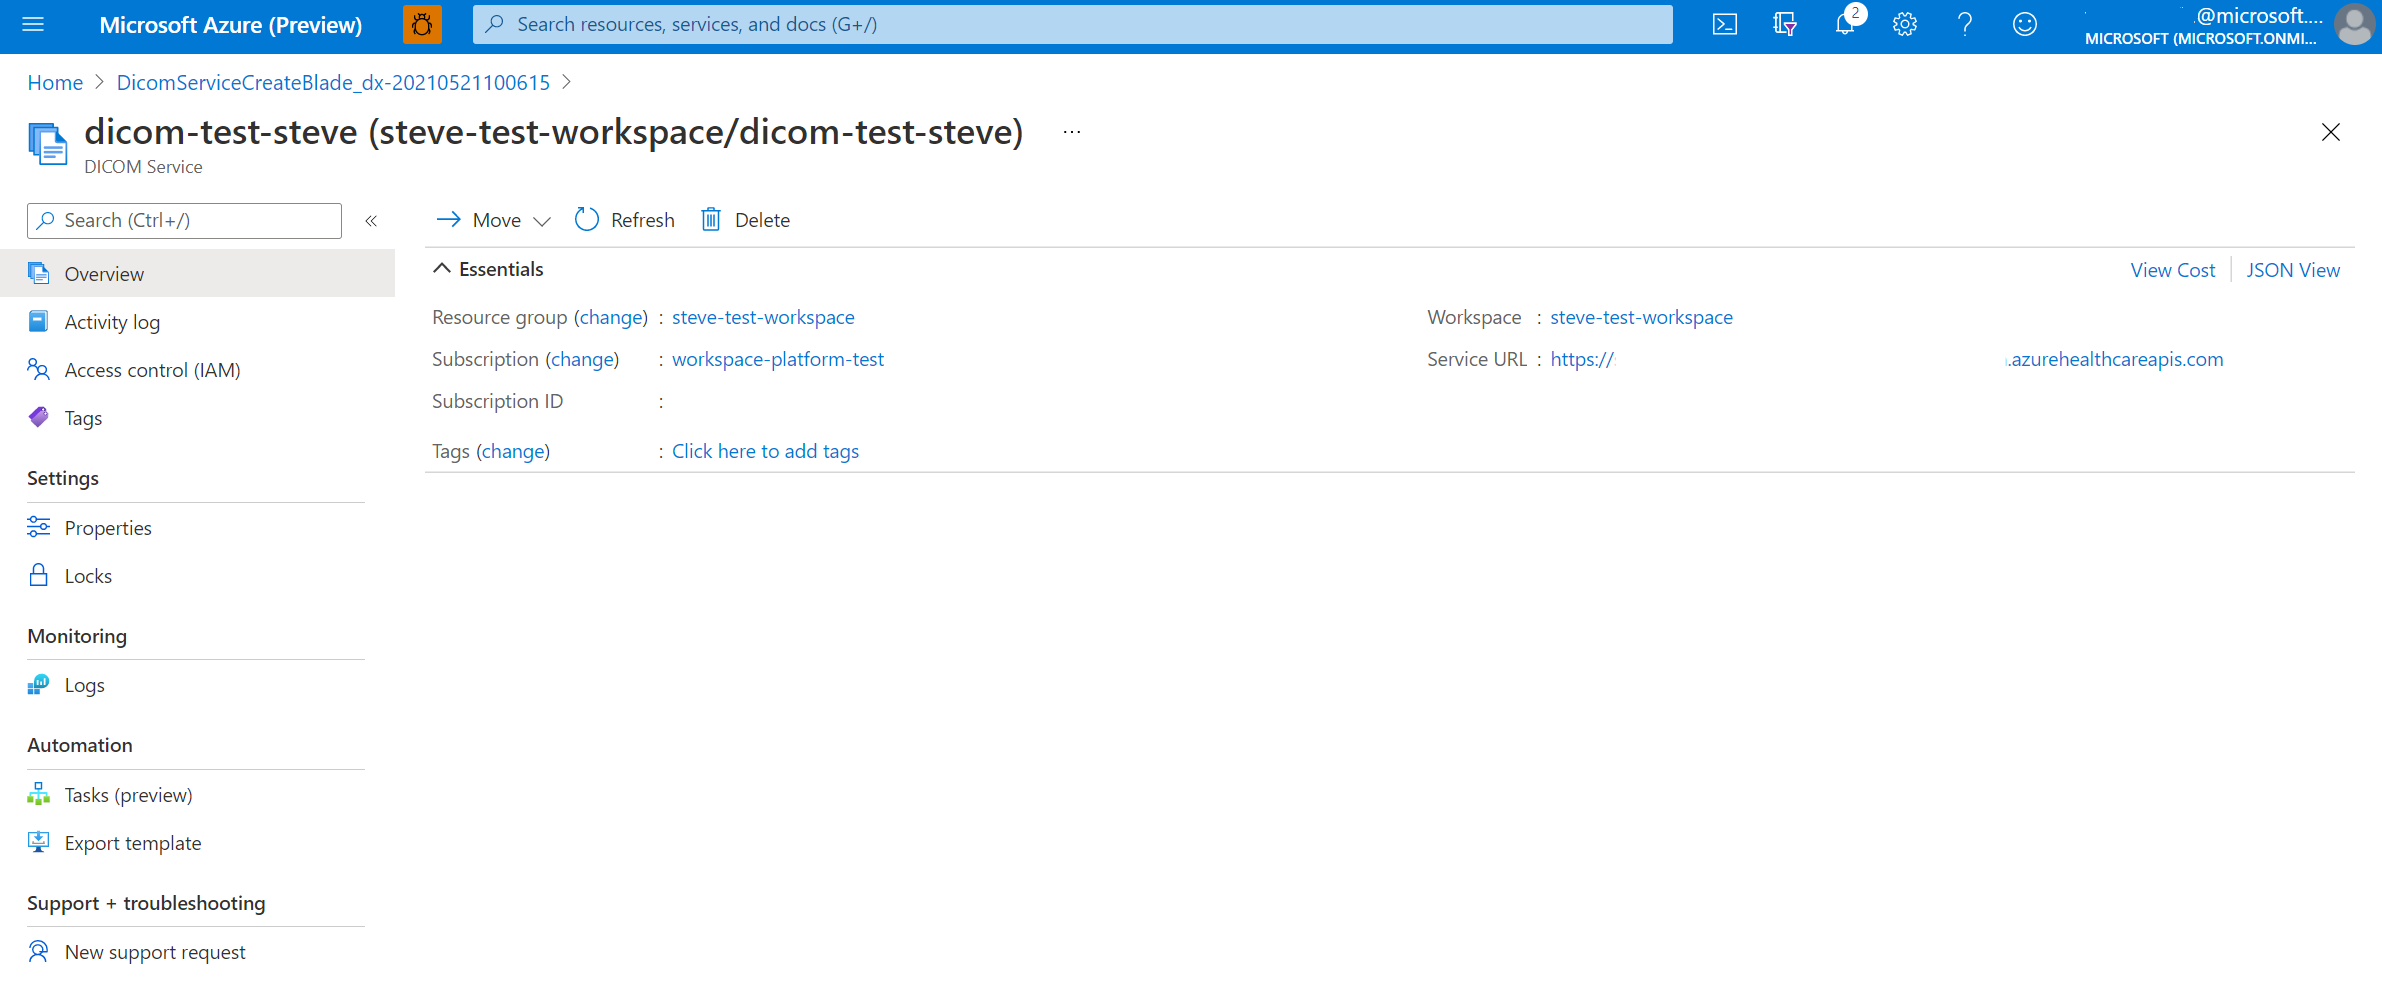 Microsoft Azure (Preview)
Search resources, services, and docs (G+/)
2
@microsoft....
MICROSOFT (MICROSOFT.ONMI...
Home > DicomServiceCreateBlade_dx-20210521100615 >
dicom-test-steve (steve-test-workspace/dicom-test-steve) ...
DICOM Service
Search (Ctrl+/) «
Overview
Activity log
Access control (IAM)
Tags
Settings
Properties
Locks
Monitoring
Logs
Automation
Tasks (preview)
Export template
Support + troubleshooting
New support request
Move Refresh Delete
Essentials
View Cost JSON View
Resource group (change) : steve-test-workspace
Subscription (change) : workspace-platform-test
Subscription ID :
Tags (change) : Click here to add tags
Workspace : steve-test-workspace
Service URL : https:// .azurehealthcareapis.com